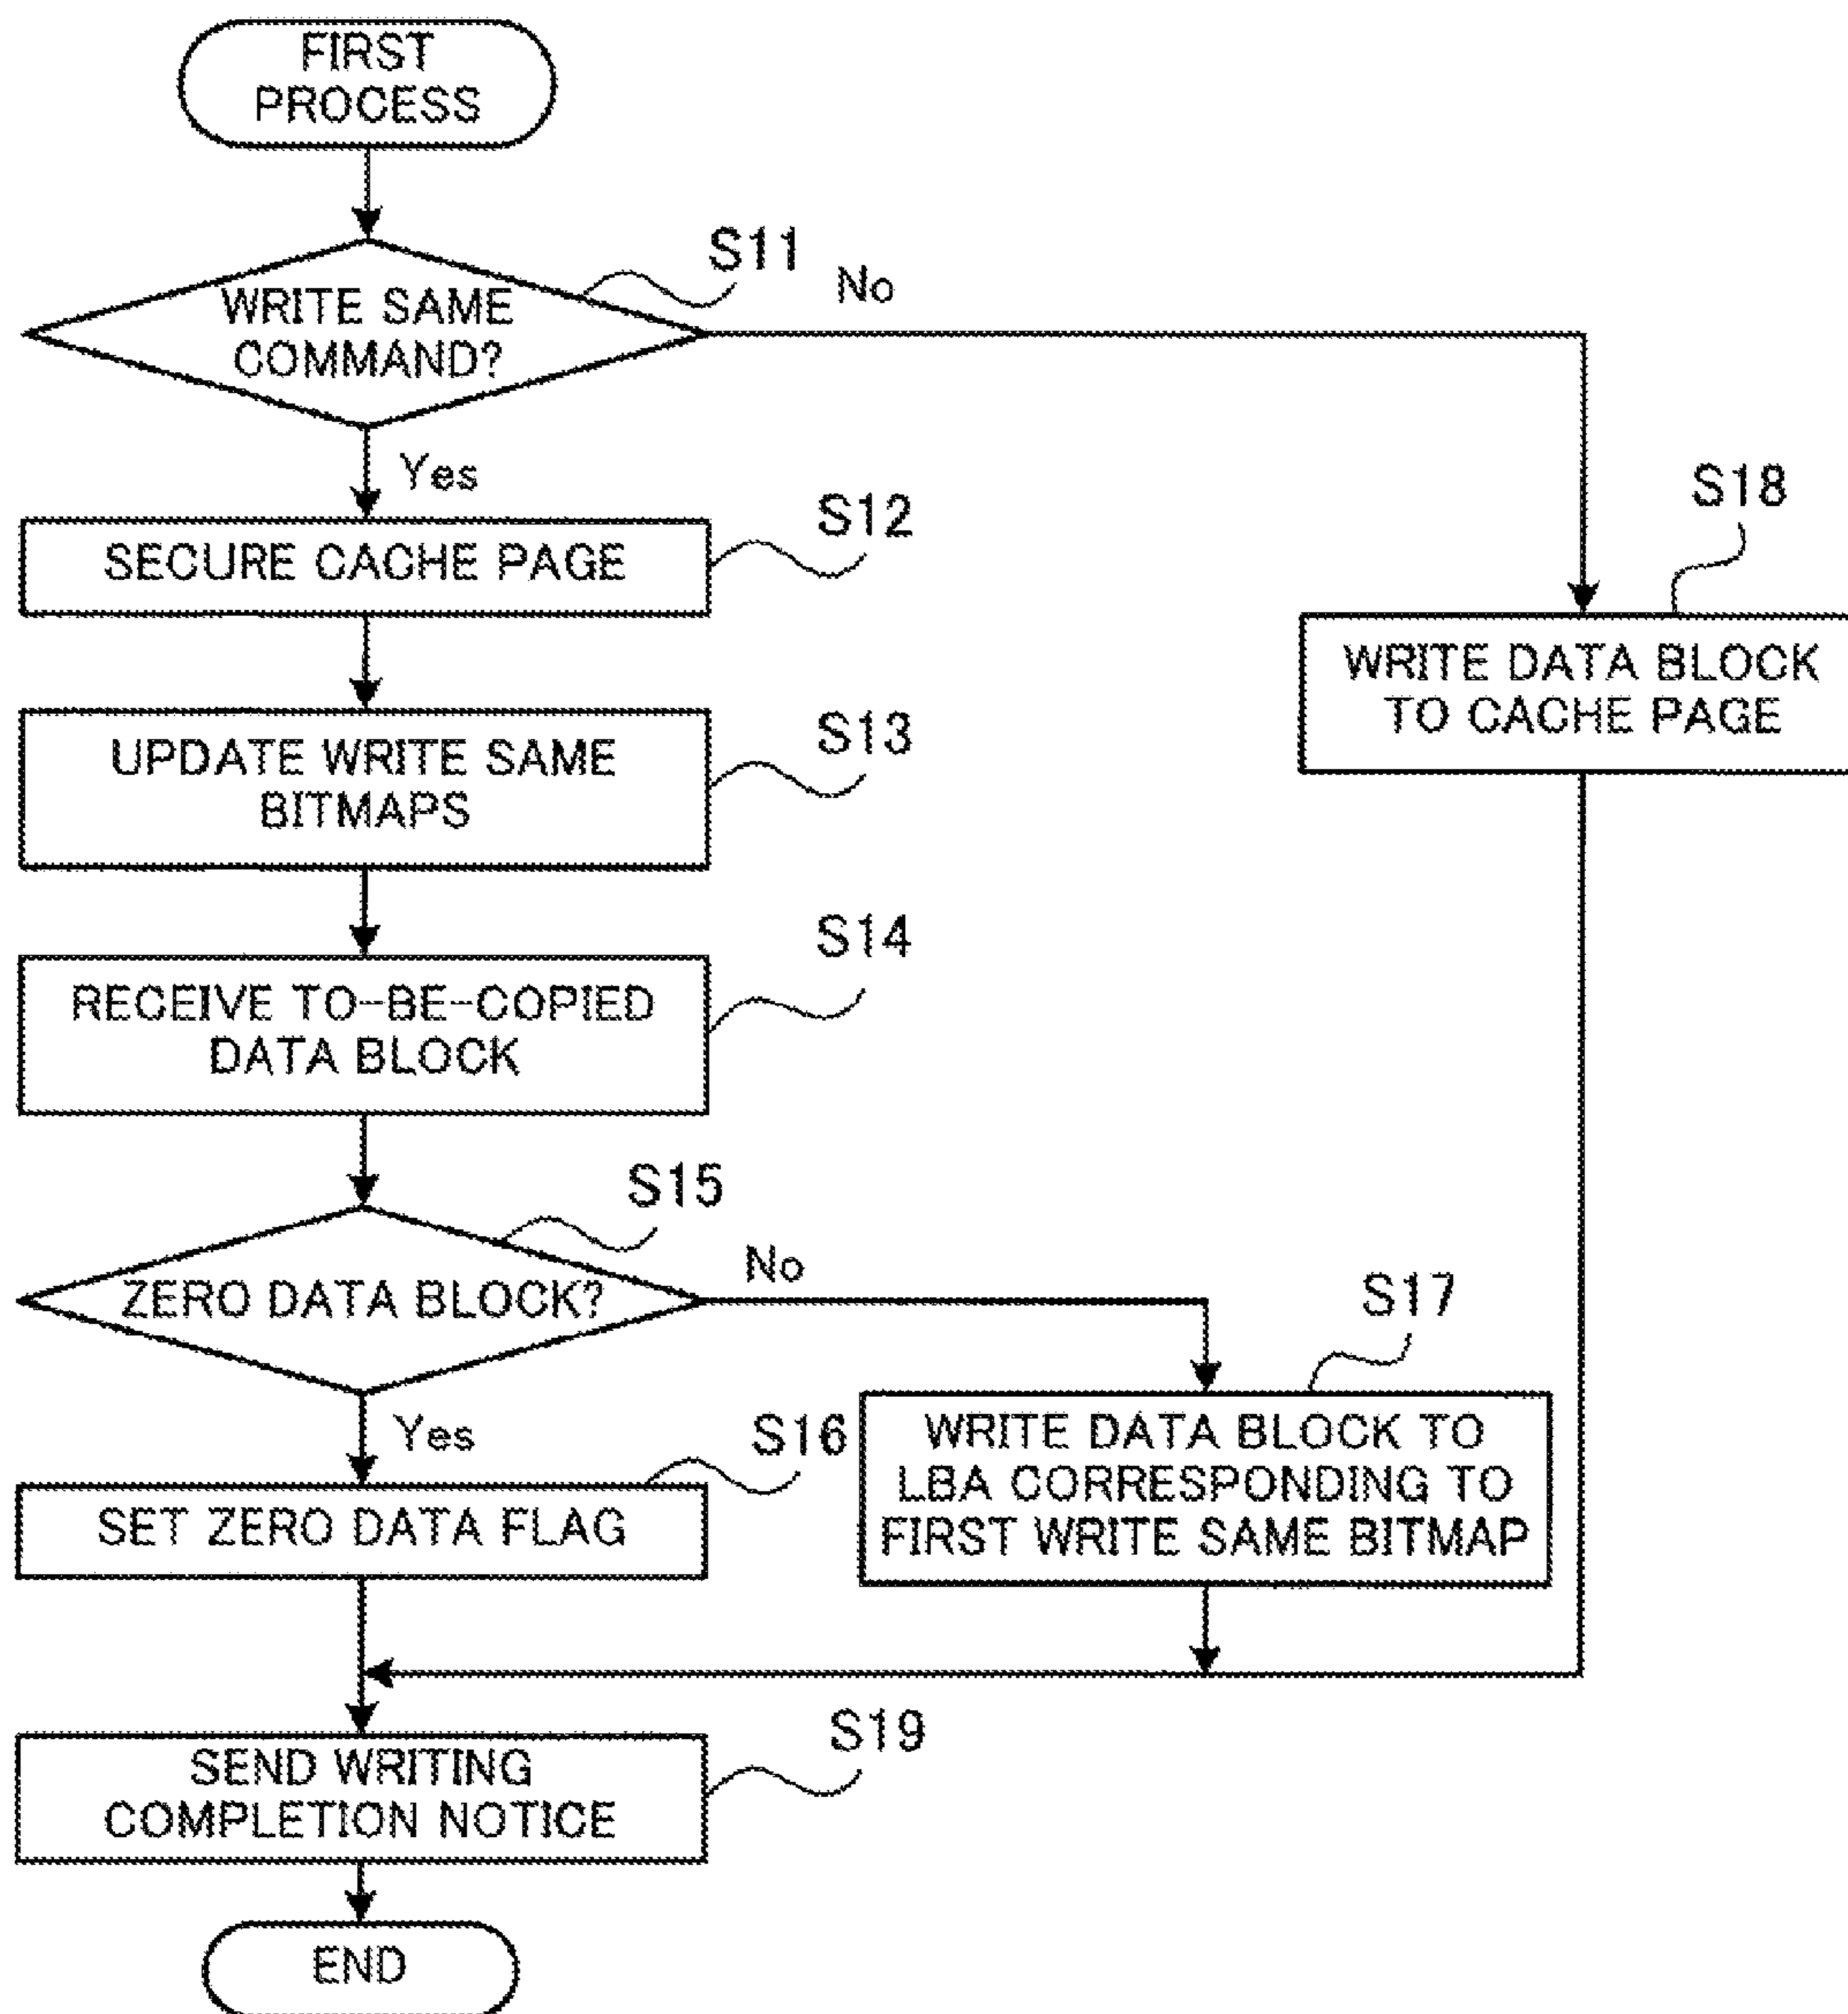 FIRST
PROCESS
S11
No
WRITE SAME
COMMAND?
Yes
S12
SECURE CACHE PAGE
S18
WRITE DATA BLOCK
TO CACHE PAGE
S13
UPDATE WRITE SAME
BITMAPS
S14
RECEIVE TO-BE-COPIED
DATA BLOCK
S15
No
ZERO DATA BLOCK?
S17
Yes
S16
WRITE DATA BLOCK TO
LBA CORRESPONDING TO
FIRST WRITE SAME BITMAP
SET ZERO DATA FLAG
S19
SEND WRITING
COMPLETION NOTICE
END